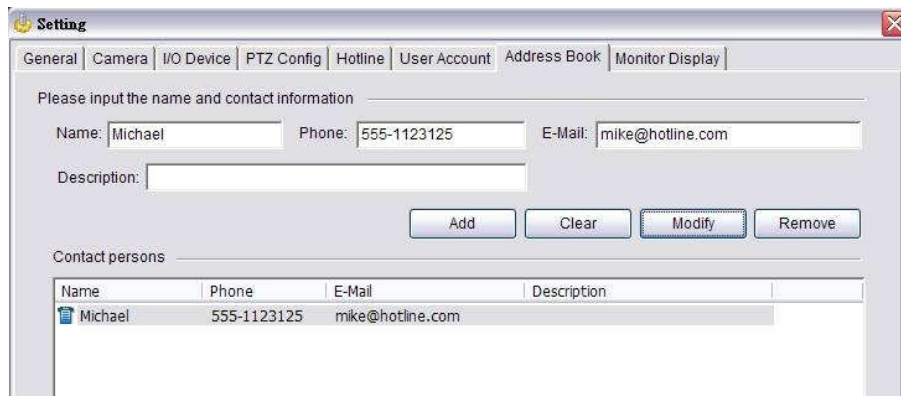 Setting
General Camera I/O Device PTZ Config Hotline User Account Address Book Monitor Display
Please input the name and contact information
Name: Michael Phone: 555-1123125 E-Mail: mike@hotline.com
Description:
Add Clear Modify Remove
Contact persons
Name Phone E-Mail Description
Michael 555-1123125 mike@hotline.com